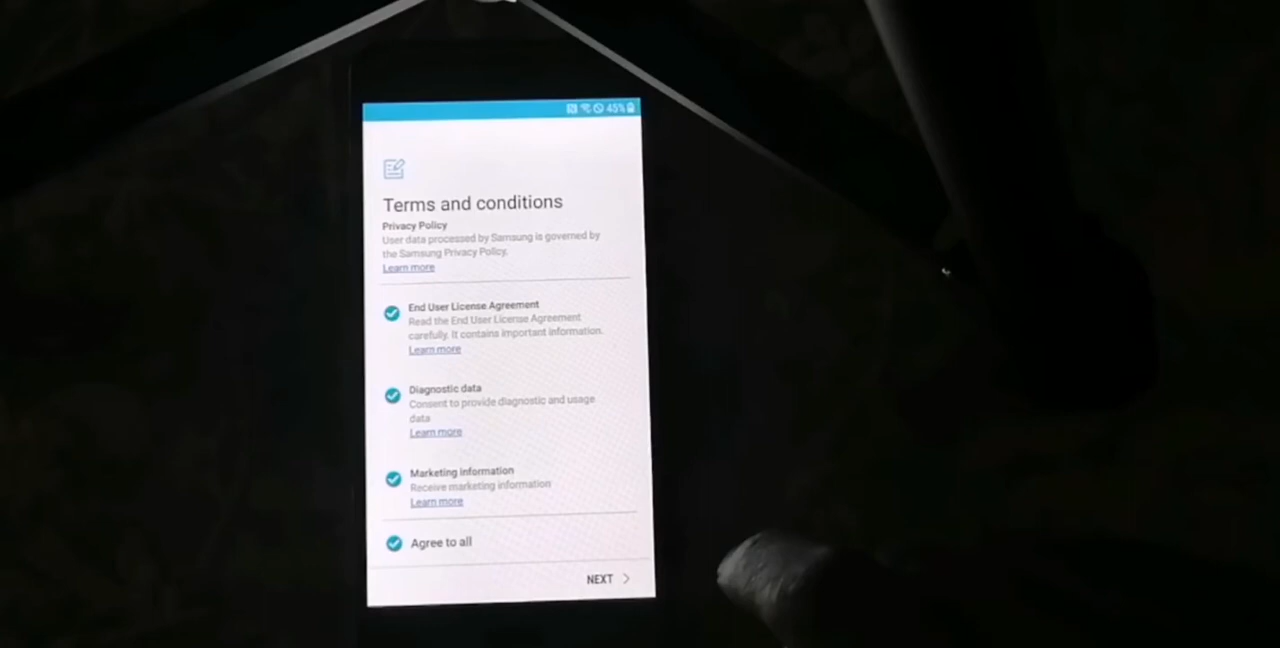 45%
Terms and conditions
Privacy Policy
User data processed by Samsung is governed by
the Samsung Privacy Policy.
Learn more
End User License Agreement
Read the End User License Agreement
carefully. It contains important information.
Learn more
Diagnostic data
Consent to provide diagnostic and usage
data
Learn more
Marketing information
Receive marketing information
Learn more
Agree to all
NEXT